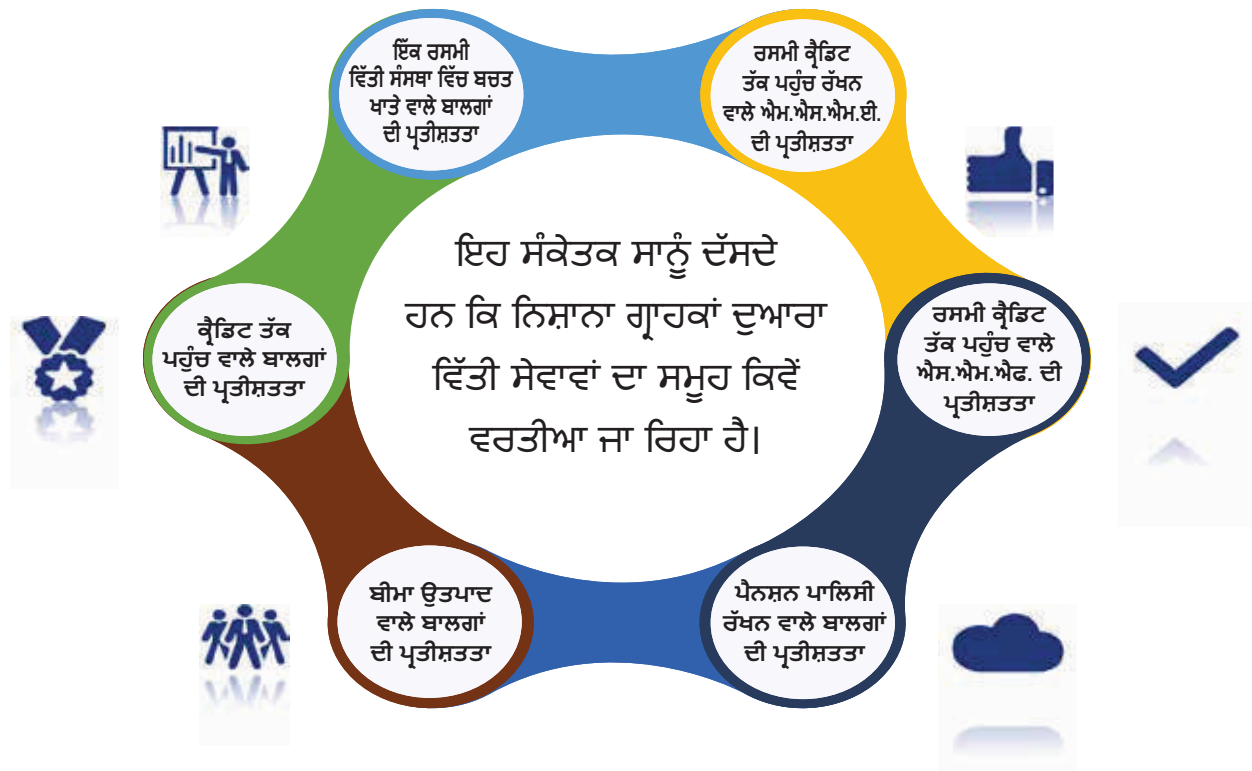 ਇੱਕ ਰਸਮੀ
ਵਿੱਤੀ ਸੰਸਥਾ ਵਿੱਚ ਬਚਤ
ਖਾਤੇ ਵਾਲੇ ਬਾਲਗਾਂ
ਦੀ ਪ੍ਰਤੀਸ਼ਤਤਾ
ਰਸਮੀ ਕ੍ਰੈਡਿਟ
ਤੱਕ ਪਹੁੰਚ ਰੱਖਨ
ਵਾਲੇ ਐਮ.ਐਸ.ਐਮ.ਈ.
ਦੀ ਪ੍ਰਤੀਸ਼ਤਤਾ
ਇਹ ਸੰਕੇਤਕ ਸਾਨੂੰ ਦੱਸਦੇ
ਹਨ ਕਿ ਨਿਸ਼ਾਨਾ ਗ੍ਰਾਹਕਾਂ ਦੁਆਰਾ
ਵਿੱਤੀ ਸੇਵਾਵਾਂ ਦਾ ਸਮੂਹ ਕਿਵੇਂ
ਵਰਤੀਆ ਜਾ ਰਿਹਾ ਹੈ।
ਕ੍ਰੈਡਿਟ ਤੱਕ
ਪਹੁੰਚ ਵਾਲੇ ਬਾਲਗਾਂ
ਦੀ ਪ੍ਰਤੀਸ਼ਤਤਾ
ਰਸਮੀ ਕ੍ਰੈਡਿਟ
ਤੱਕ ਪਹੁੰਚ ਵਾਲੇ
ਐਸ.ਐਮ.ਐਫ. ਦੀ
ਪ੍ਰਤੀਸ਼ਤਤਾ
ਬੀਮਾ ਉਤਪਾਦ
ਵਾਲੇ ਬਾਲਗਾਂ
ਦੀ ਪ੍ਰਤੀਸ਼ਤਤਾ
ਪੈਨਸ਼ਨ ਪਾਲਿਸੀ
ਰੱਖਨ ਵਾਲੇ ਬਾਲਗਾਂ
ਦੀ ਪ੍ਰਤੀਸ਼ਤਤਾ